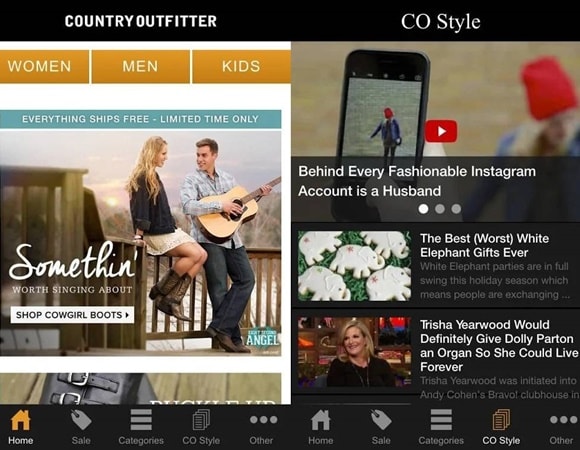 COUNTRY OUTFITTER
WOMEN
MEN
KIDS
EVERYTHING SHIPS FREE - LIMITED TIME ONLY
Somethin'
WORTH SINGING ABOUT
SHOP COWGIRL BOOTS
ANGEL
BUCKLE UP
Home
Sale
Categories
CO Style
Other
CO Style
Behind Every Fashionable Instagram
Account is a Husband
The Best (Worst) White
Elephant Gifts Ever
White Elephant parties are in full
swing this holiday season which
means people are exchanging ...
Trisha Yearwood Would
Definitely Give Dolly Parton
an Organ So She Could Live
Forever
Trisha Yearwood was initiated into
Andy Cohen's Bravo! clubhouse in
Home
Sale
Categories
CO Style
Other